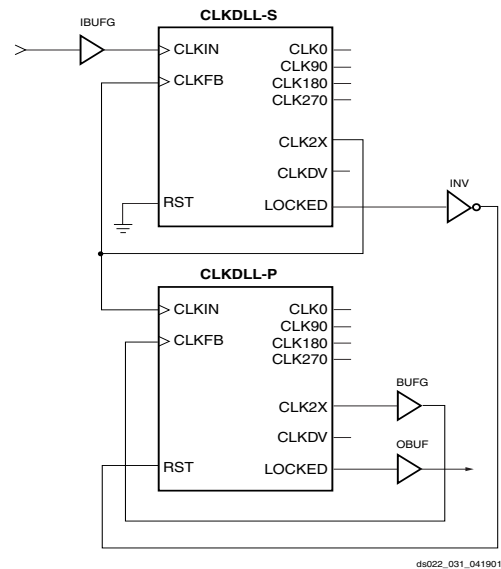 CLKDLL-S
IBUFG
CLKIN
CLKFB
RST
CLK0
CLK90
CLK180
CLK270
CLK2X
CLKDV
LOCKED
INV
CLKDLL-P
CLKIN
CLKFB
RST
CLK0
CLK90
CLK180
CLK270
CLK2X
CLKDV
LOCKED
BUFG
OBUF
ds022_031_041901